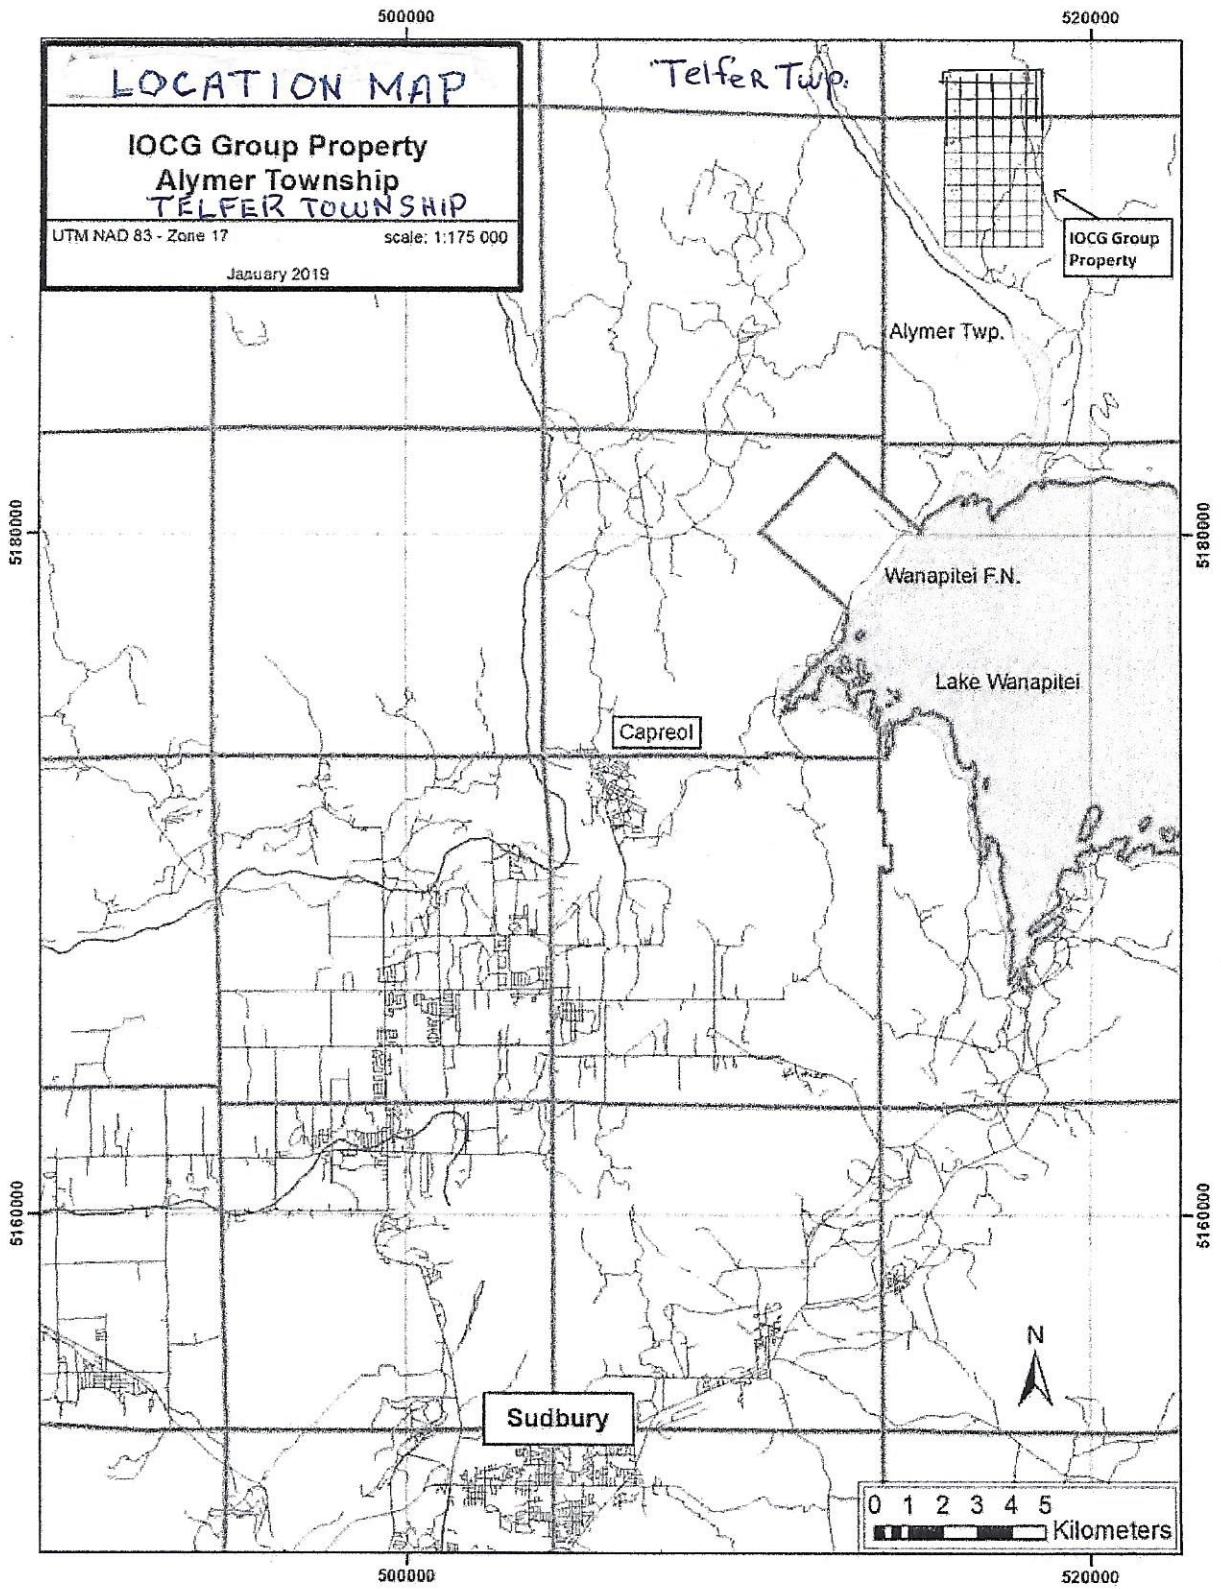 500000
520000
LOCATION MAP
IOCG Group Property
Alymer Township
TELFER TOWNSHIP
UTM NAD 83 - Zone 17
scale: 1:175 000
January 2019
Telfer Twp.
IOCG Group
Property
Alymer Twp.
5180000
5180000
Wanapitei F.N.
Lake Wanapitei
Capreol
5160000
5160000
N
Sudbury
0 1 2 3 4 5
Kilometers
500000
520000